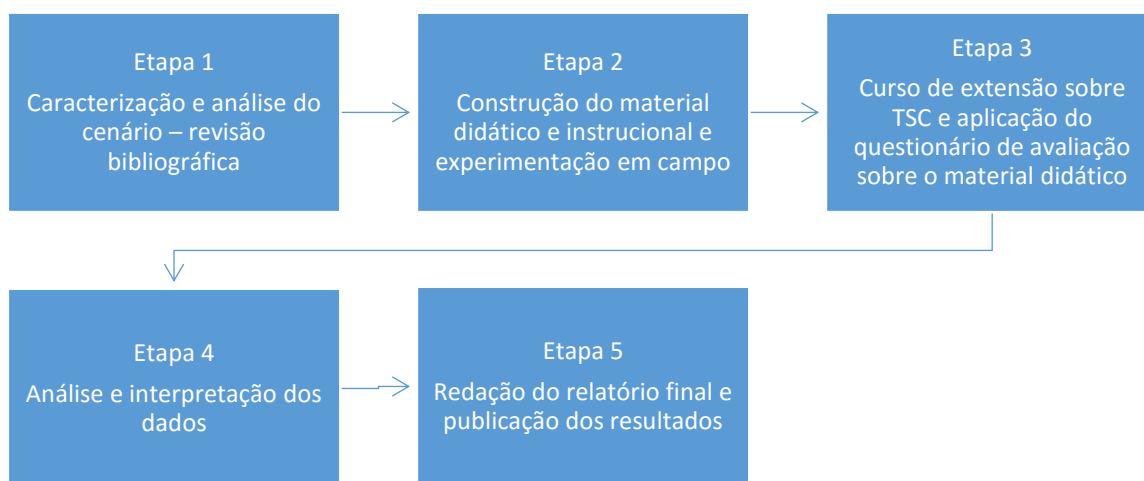 Etapa 1
Caracterização e análise do
cenário – revisão
bibliográfica
Etapa 2
Construção do material
didático e instrucional e
experimentação em campo
Etapa 3
Curso de extensão sobre
TSC e aplicação do
questionário de avaliação
sobre o material didático
Etapa 4
Análise e interpretação dos
dados
Etapa 5
Redação do relatório final e
publicação dos resultados